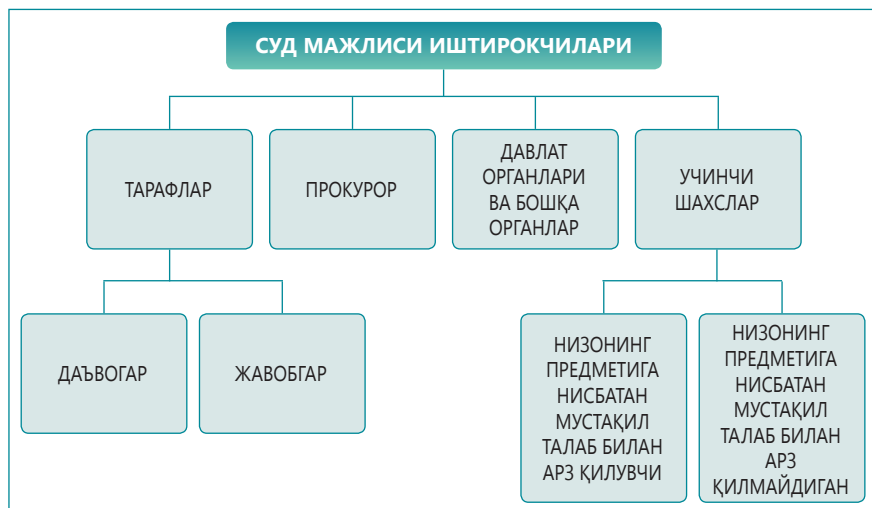 СУД МАЖЛИСИ ИШТИРОКЧИЛАРИ
ТАРАФЛАР
ПРОКУРОР
ДАВЛАТ
ОРГАНЛАРИ
ВА БОШҚА
ОРГАНЛАР
УЧИНЧИ
ШАХСЛАР
ДАЪВОГАР
ЖАВОБГАР
НИЗОНИНГ
ПРЕДМЕТИГА
НИСБАТАН
МУСТАҚИЛ
ТАЛАБ БИЛАН
АРЗ ҚИЛУВЧИ
НИЗОНИНГ
ПРЕДМЕТИГА
НИСБАТАН
МУСТАҚИЛ
ТАЛАБ БИЛАН
АРЗ
ҚИЛМАЙДИГАН